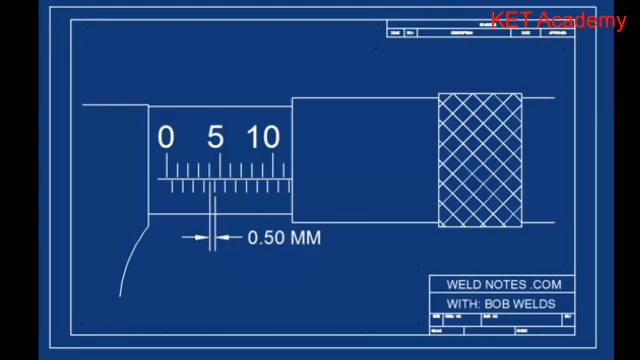 KET Academy
0 5 10
0.50 MM
WELD NOTES .COM
WITH: BOB WELDS